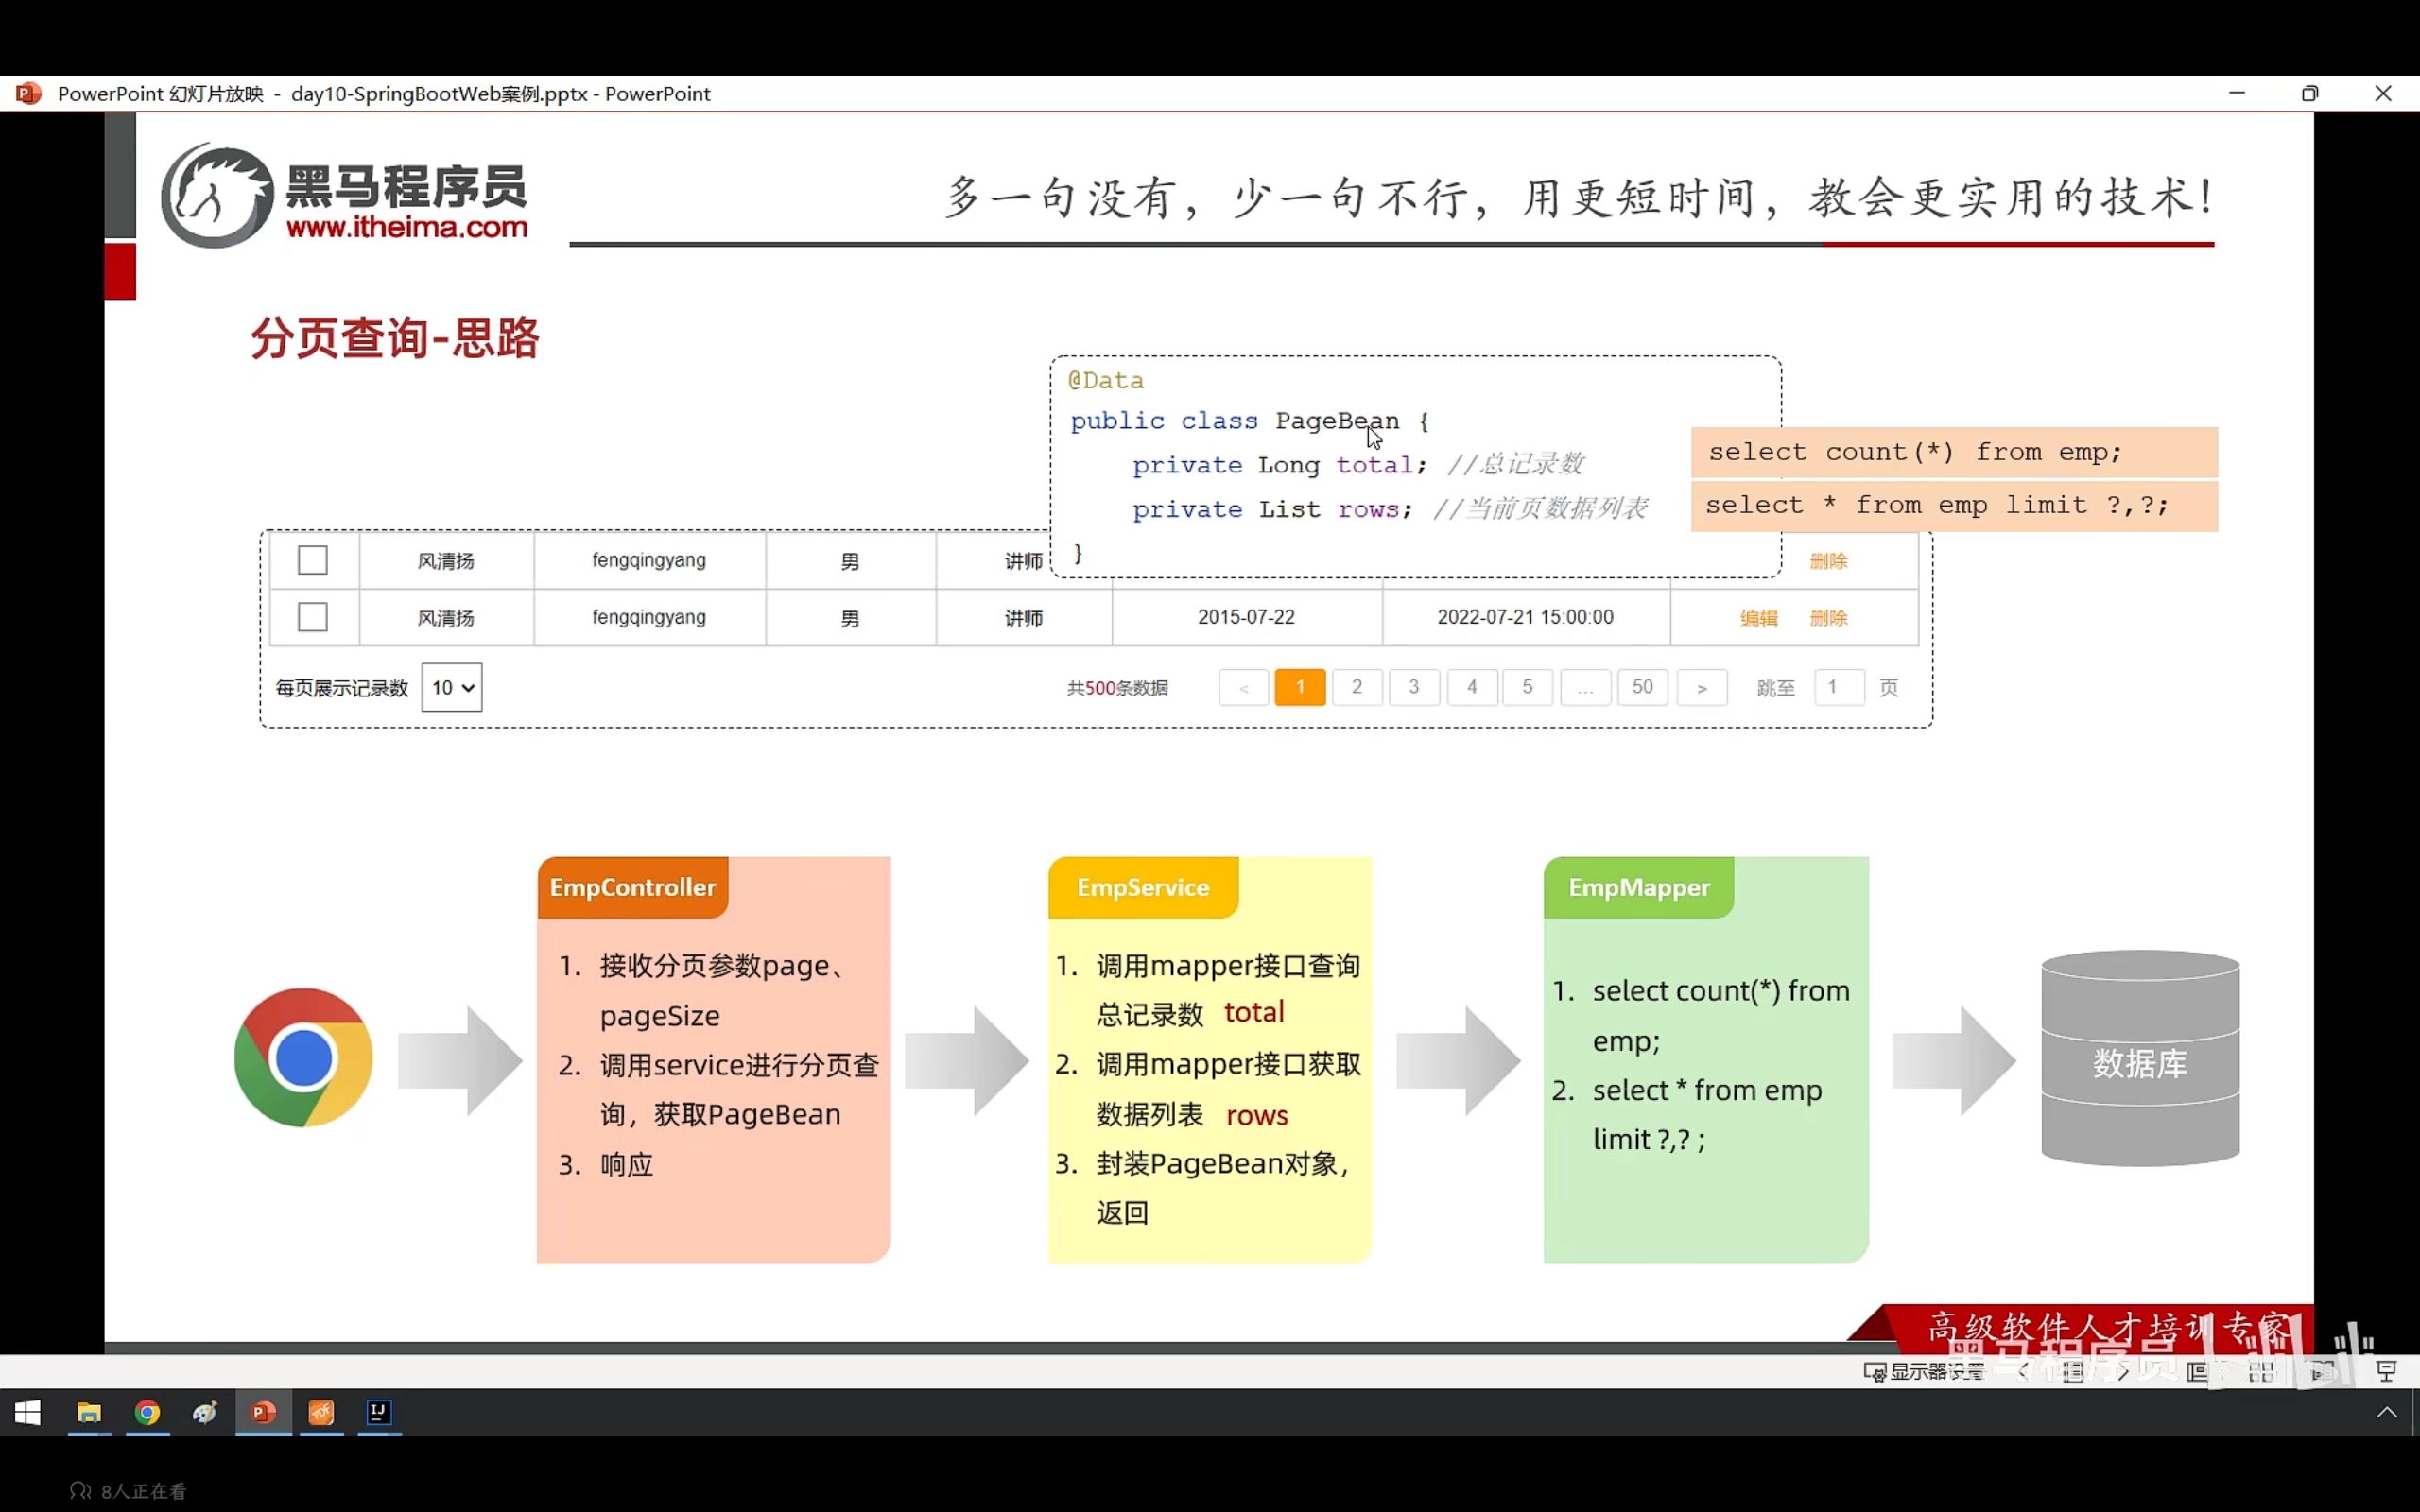 PowerPoint 幻灯片放映 - day10-SpringBootWeb案例.pptx - PowerPoint
黑马程序员
www.itheima.com
多一句没有，少一句不行，用更短时间，教会更实用的技术！
分页查询-思路
@Data
public class PageBean {
private Long total; //总记录数
private List rows; //当前页数据列表
}
select count(*) from emp;
select * from emp limit ?,?;
风清扬 fengqingyang 男 讲师 删除
风清扬 fengqingyang 男 讲师 2015-07-22 2022-07-21 15:00:00 编辑 删除
每页展示记录数 10 共500条数据 < 1 2 3 4 5 ... 50 > 跳至 1 页
EmpController
1. 接收分页参数page、
pageSize
2. 调用service进行分页查
询，获取PageBean
3. 响应
EmpService
1. 调用mapper接口查询
总记录数 total
2. 调用mapper接口获取
数据列表 rows
3. 封装PageBean对象，
返回
EmpMapper
1. select count(*) from
emp;
2. select * from emp
limit ?,? ;
数据库
高级软件人才培训专家
黑马程序员
显示器设置
8人正在看